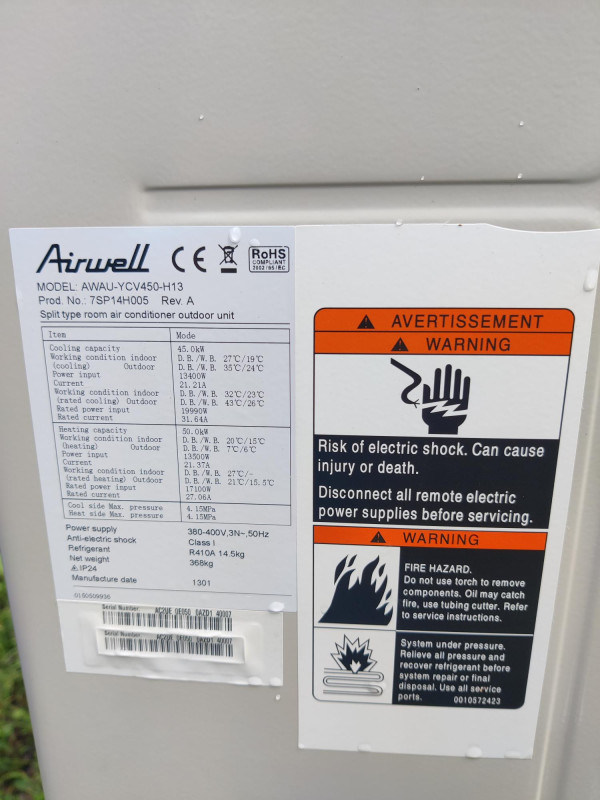 Airwell CE RoHS
COMPLIANT
2002/95/EC
MODEL: AWAU-YCV450-H13
Prod. No.: 7SP14H005 Rev. A
Split type room air conditioner outdoor unit
Item Mode
Cooling capacity 45.0kW
Working condition indoor D.B./W.B. 27℃/19℃
(cooling) Outdoor D.B./W.B. 35℃/24℃
Power input 13400W
Current 21.21A
Working condition indoor D.B./W.B. 32℃/23℃
(rated cooling) Outdoor D.B./W.B. 43℃/26℃
Rated power input 19990W
Rated current 31.64A
Heating capacity 50.0kW
Working condition indoor D.B./W.B. 20℃/15℃
(heating) Outdoor D.B./W.B. 7℃/6℃
Power input 13500W
Current 21.37A
Working condition indoor D.B./W.B. 27℃/-
(rated heating) Outdoor D.B./W.B. 21℃/15.5℃
Rated power input 17100W
Rated current 27.06A
Cool side Max. pressure 4.15MPa
Heat side Max. pressure 4.15MPa
Power supply 380-400V,3N~,50Hz
Anti-electric shock Class I
Refrigerant R410A 14.5kg
Net weight 368kg
IP24
Manufacture date 1301
0150509936
Serial Number
Serial Number
AVERTISSEMENT
WARNING
Risk of electric shock. Can cause
injury or death.
Disconnect all remote electric
power supplies before servicing.
WARNING
FIRE HAZARD.
Do not use torch to remove
components. Oil may catch
fire, use tubing cutter. Refer
to service instructions.
System under pressure.
Relieve all pressure and
recover refrigerant before
system repair or final
disposal. Use all service
ports. 0010572423